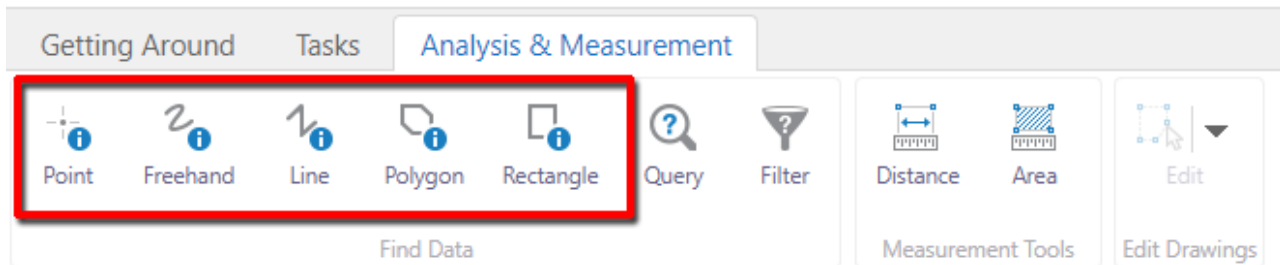 Getting Around Tasks Analysis & Measurement
Point Freehand Line Polygon Rectangle Query Filter Distance Area Edit
Find Data Measurement Tools Edit Drawings